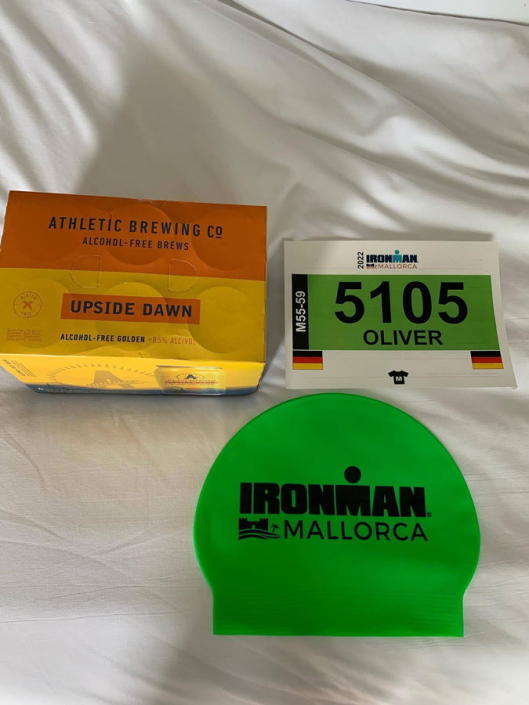 ATHLETIC BREWING Co
ALCOHOL-FREE BREWS
UPSIDE DAWN
ALCOHOL-FREE GOLDEN
2022
IRONMAN
MALLORCA
M55-59
5105
OLIVER
M
IRONMAN
MALLORCA